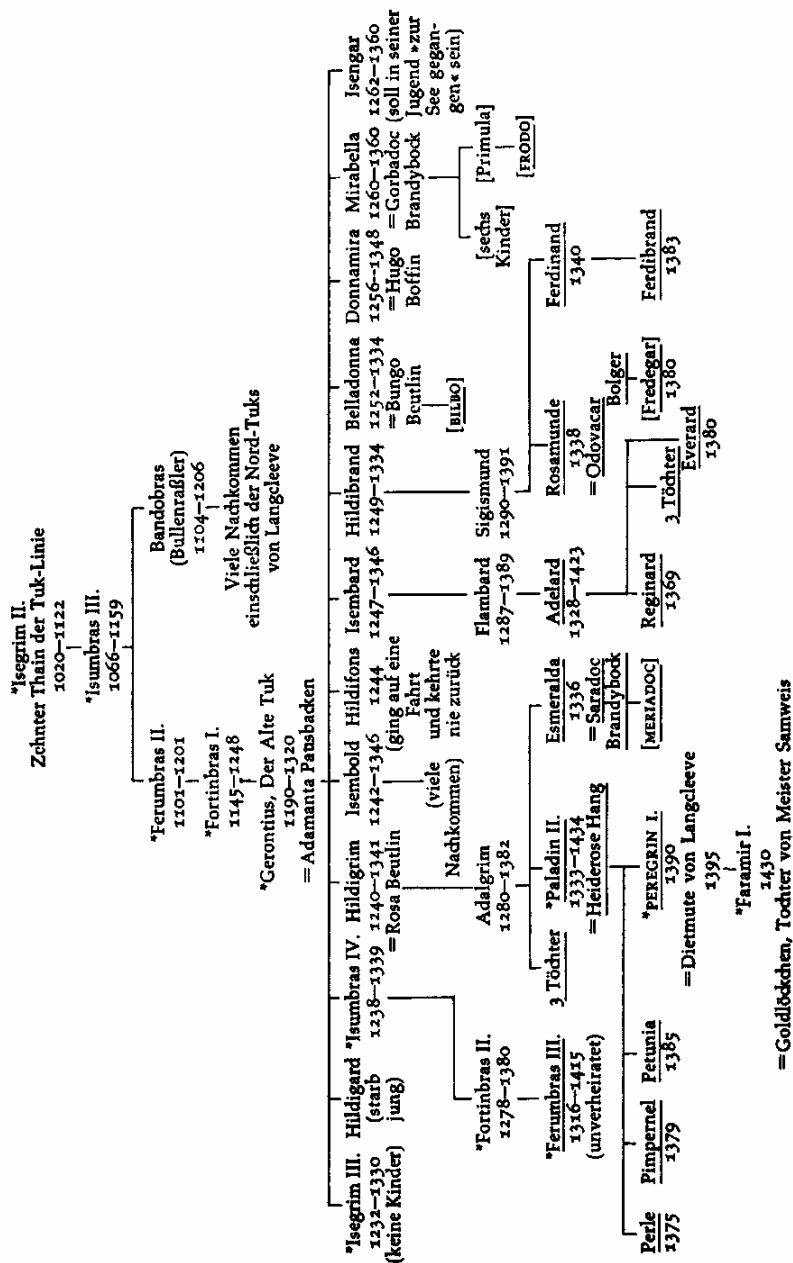 *Isegrim II.
Zehnter Thain der Tuk-Linie
1020–1122
*Isumbras III.
1066–1159
*Ferumbras II.
1101–1201
Bandobras
(Bullenraßler)
1104–1206
*Fortinbras I.
1145–1248
Viele Nachkommen
einschließlich der Nord-Tuks
von Langcleeve
*Gerontius, Der Alte Tuk
1190–1320
=Adamanta Pausbacken
*Isegrim III.
1232–1330
(keine Kinder)
Hildigard
(starb
jung)
*Isumbras IV.
1238–1339
Hildigrim
1240–1341
=Rosa Beutlin
Isembold
1242–1346
(viele
Nachkommen)
Hildifons
1244
(ging auf eine
Fahrt
und kehrte
nie zurück
Isembard
1247–1346
Hildibrand
1249–1334
Belladonna
1252–1334
=Bungo
Beutlin
[BILBO]
Donnamira
1256–1348
=Hugo
Boffin
Mirabella
1260–1360
=Gorbadoc
Brandybock
Isengar
1262–1360
(soll in seiner
Jugend »zur
See gegan-
gen« sein)
[sechs
Kinder]
[Primula]
[FRODO]
*Fortinbras II.
1278–1380
Adalgrim
1280–1382
Flambard
1287–1389
Sigismund
1290–1391
*Ferumbras III.
1316–1415
(unverheiratet)
3 Töchter
*Paladin II.
1333–1434
=Heiderose Hang
Esmeralda
1336
=Saradoc
Brandybock
Adelard
1328–1423
Rosamunde
1338
=Odovacar
Bolger
Ferdinand
1340
Perle
1375
Pimpernel
1379
Petunia
1385
*PEREGRIN I.
1390
=Dietmute von Langcleeve
1395
[MERIADOC]
Reginard
1369
3 Töchter
Everard
1380
[Fredegar]
1380
Ferdibrand
1383
*Faramir I.
1430
=Goldlöckchen, Tochter von Meister Samweis